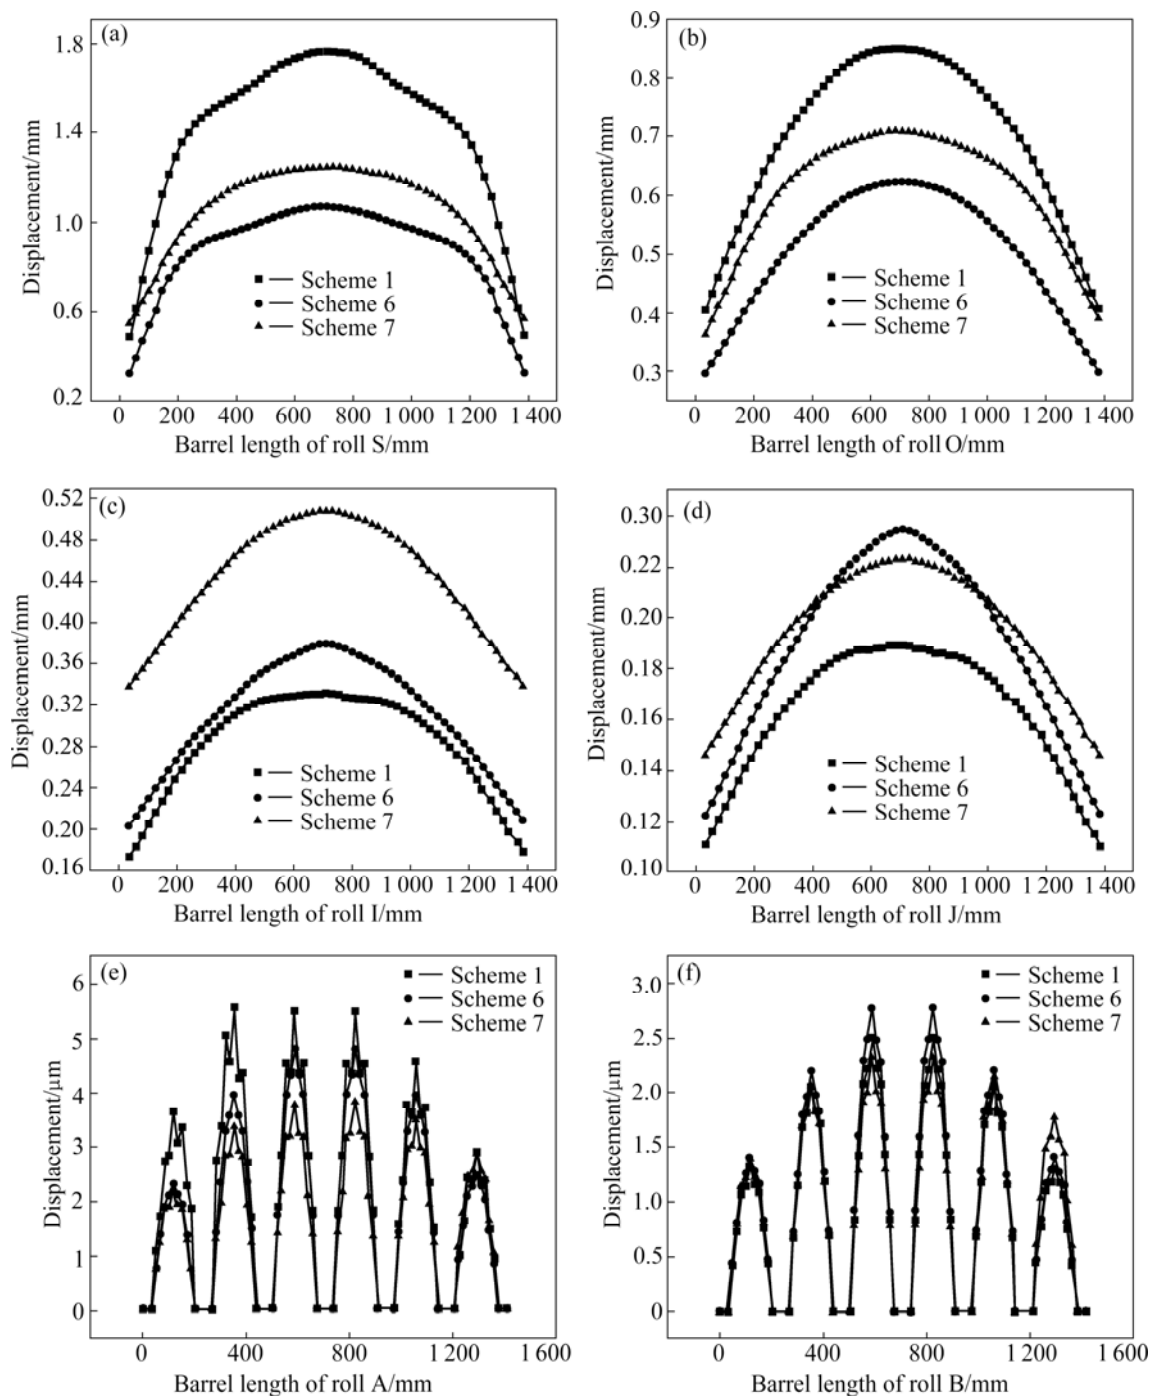 (a)
1.8
1.4
1.0
0.6
0.2
Displacement/mm
Scheme 1
Scheme 6
Scheme 7
0 200 400 600 800 1 000 1 200 1 400
Barrel length of roll S/mm
(b)
0.9
0.8
0.7
0.6
0.5
0.4
0.3
Displacement/mm
Scheme 1
Scheme 6
Scheme 7
0 200 400 600 800 1 000 1 200 1 400
Barrel length of roll O/mm
(c)
0.52
0.48
0.44
0.40
0.36
0.32
0.28
0.24
0.20
0.16
Displacement/mm
Scheme 1
Scheme 6
Scheme 7
0 200 400 600 800 1 000 1 200 1 400
Barrel length of roll I/mm
(d)
0.30
0.22
0.20
0.18
0.16
0.14
0.12
0.10
Displacement/mm
Scheme 1
Scheme 6
Scheme 7
0 200 400 600 800 1 000 1 200 1 400
Barrel length of roll J/mm
(e)
6
5
4
3
2
1
0
Displacement/μm
Scheme 1
Scheme 6
Scheme 7
0 400 800 1 200 1 600
Barrel length of roll A/mm
(f)
3.0
2.5
2.0
1.5
1.0
0.5
0
Displacement/μm
Scheme 1
Scheme 6
Scheme 7
0 400 800 1 200 1 600
Barrel length of roll B/mm